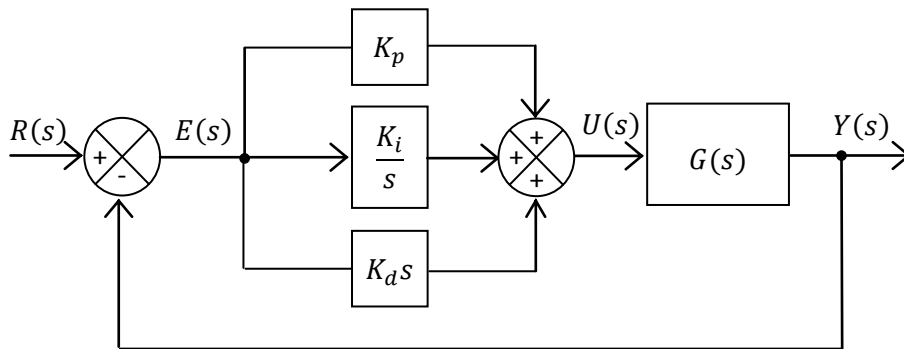 K_p
R(s)
E(s)
K_i
s
U(s)
G(s)
Y(s)
K_d s
+
-
+
+
+